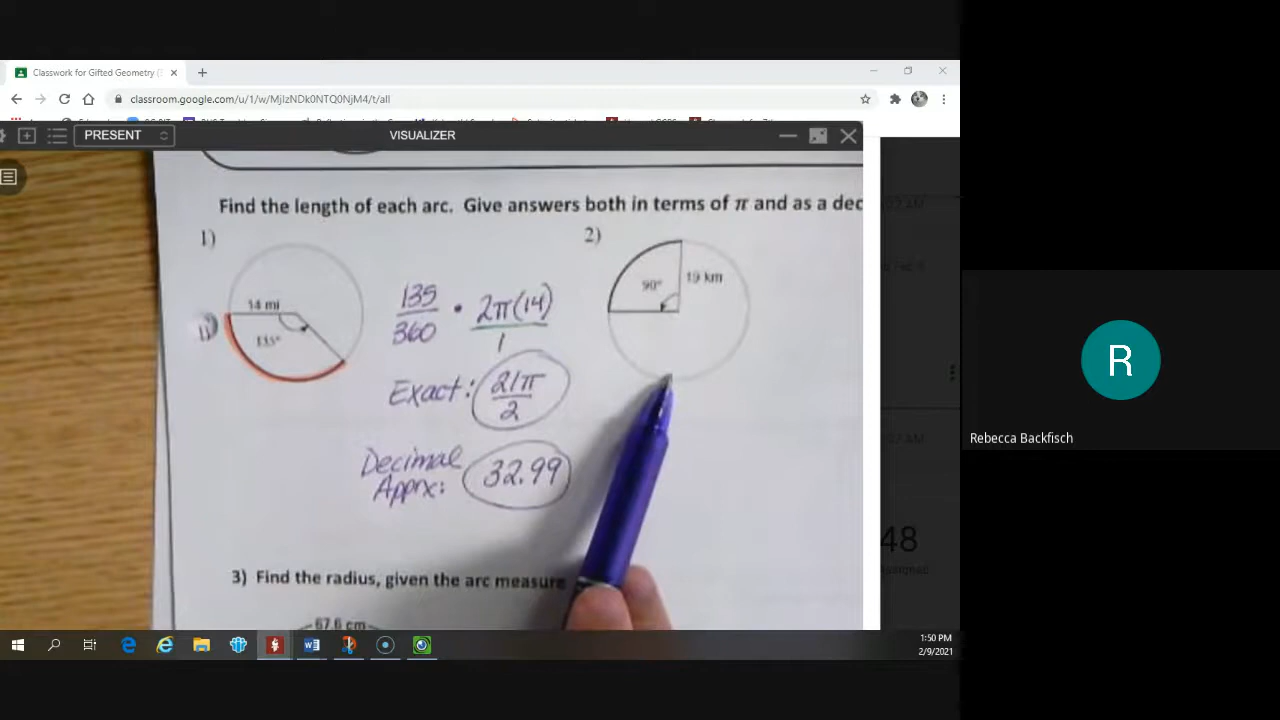 Classwork for Gifted Geometry (
classroom.google.com/u/1/w/MjIzNDk0NTQ0NjM4/t/all
PRESENT
VISUALIZER
Find the length of each arc. Give answers both in terms of π and as a dec
1)
14 mi
135°
135
360
•
2π(14)
1
Exact:
21π
2
Decimal
Apprx:
32.99
2)
90°
19 km
3) Find the radius, given the arc measure
67.6 cm
48
R
Rebecca Backfisch
1:50 PM
2/9/2021